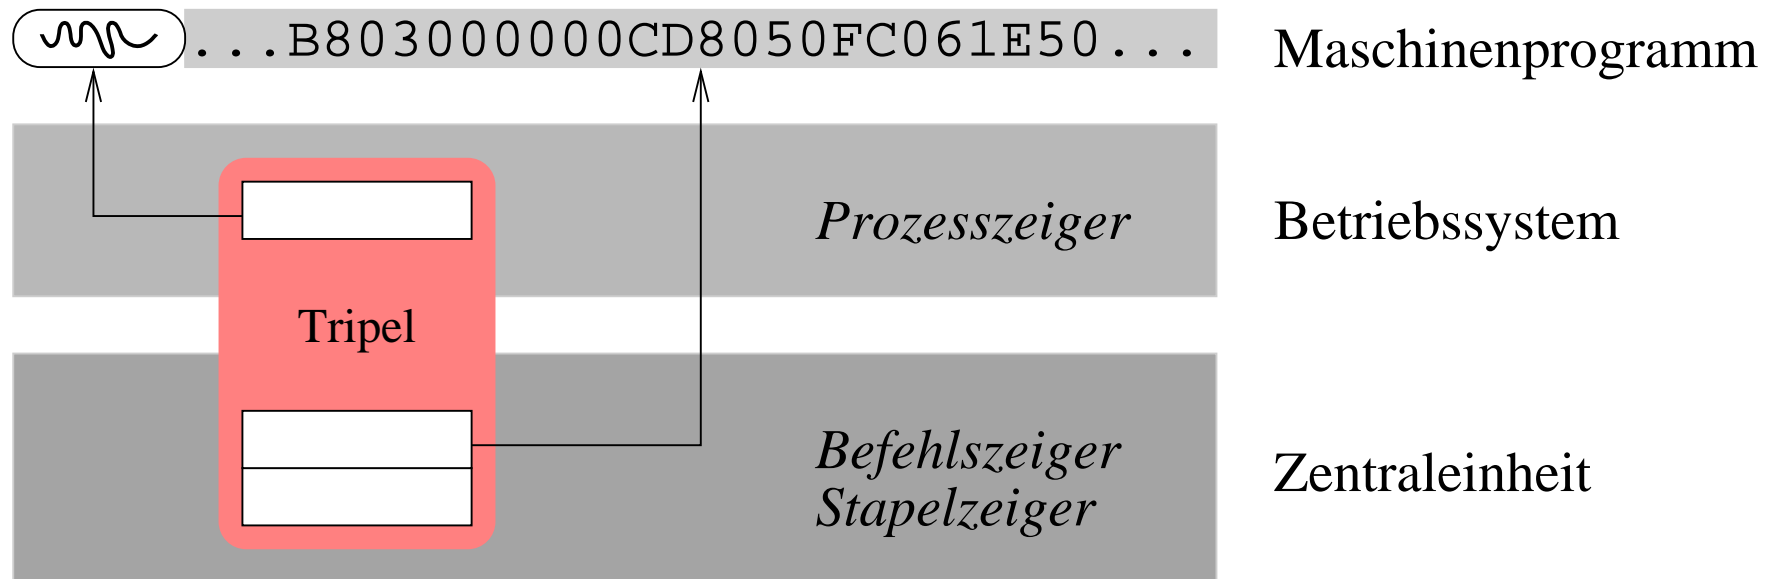 ...B803000000CD8050FC061E50... Maschinenprogramm
Prozesszeiger Betriebssystem
Tripel
Befehlszeiger
Stapelzeiger
Zentraleinheit